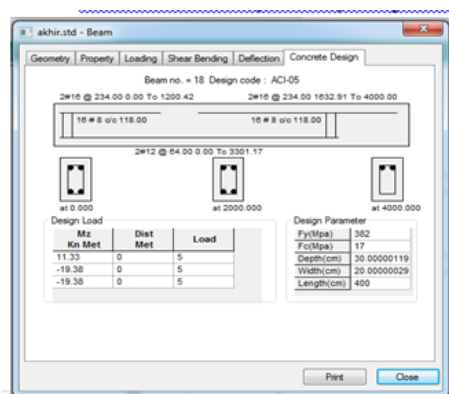 akhir.std - Beam
Geometry Property Loading Shear Bending Deflection Concrete Design
Beam no. = 18 Design code : ACI-05
2#16 @ 234.00 0.00 To 1200.42 2#16 @ 234.00 1632.91 To 4000.00
16 # 8 c/c 118.00 16 # 8 c/c 118.00
2#12 @ 64.00 0.00 To 3301.17
at 0.000 at 2000.000 at 4000.000
Design Load Design Parameter
Mz Kn Met Dist Met Load
11.33 0 5
-19.38 0 5
-19.38 0 5
Fy(Mpa) 382
Fc(Mpa) 17
Depth(cm) 30.00000119
Width(cm) 20.00000029
Length(cm) 400
Print Close